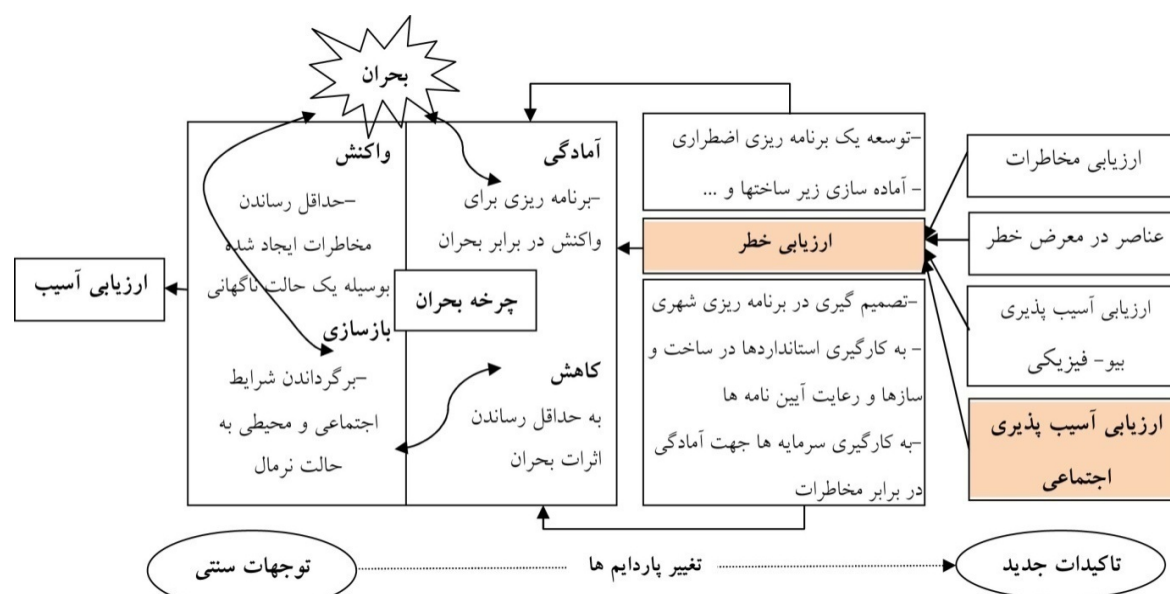 بحران
آمادگی
-برنامه ریزی برای
واکنش در برابر بحران
واکنش
-حداقل رساندن
مخاطرات ایجاد شده
بوسیله یک حالت ناگهانی
بازسازی
-برگرداندن شرایط
اجتماعی و محیطی به
حالت نرمال
چرخه بحران
کاهش
به حداقل رساندن
اثرات بحران
ارزیابی آسیب
-توسعه یک برنامه ریزی اضطراری
- آماده سازی زیر ساختها و ...
ارزیابی خطر
-تصمیم گیری در برنامه ریزی شهری
- به کارگیری استانداردها در ساخت و
سازها و رعایت آیین نامه ها
-به کارگیری سرمایه ها جهت آمادگی
در برابر مخاطرات
ارزیابی مخاطرات
عناصر در معرض خطر
ارزیابی آسیب پذیری
بیو- فیزیکی
ارزیابی آسیب پذیری
اجتماعی
تاکیدات جدید
تغییر پاردایم ها
توجهات سنتی